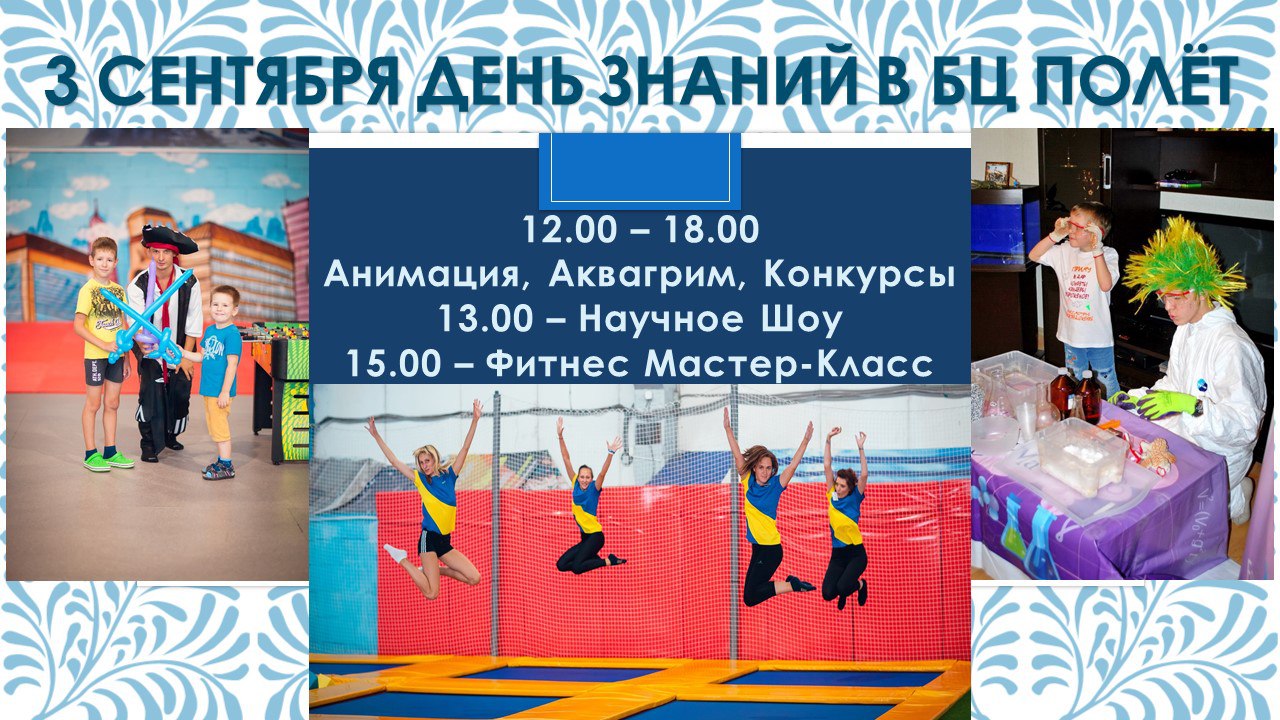 3 СЕНТЯБРЯ ДЕНЬ ЗНАНИЙ В БЦ ПОЛЁТ
12.00 – 18.00
Анимация, Аквагрим, Конкурсы
13.00 – Научное Шоу
15.00 – Фитнес Мастер-Класс